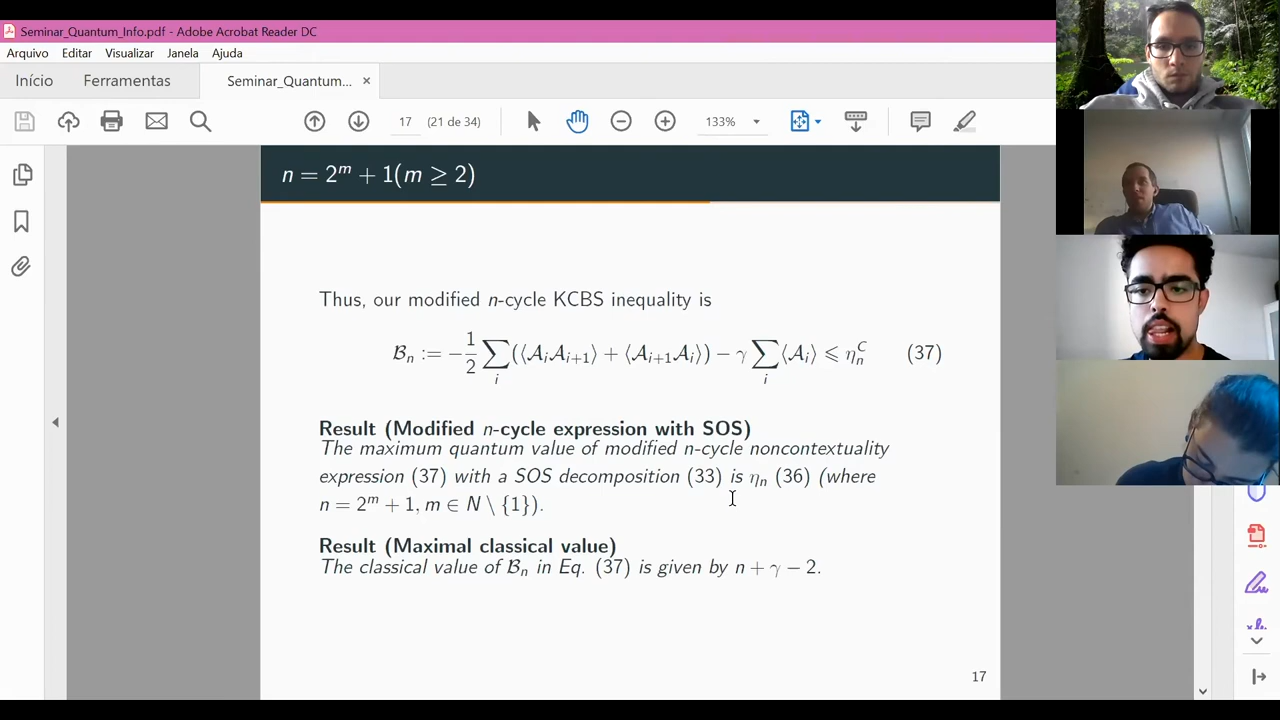 Seminar_Quantum_Info.pdf - Adobe Acrobat Reader DC
Arquivo Editar Visualizar Janela Ajuda
Início Ferramentas Seminar_Quantum... ×
17 (21 de 34) 133%
n = 2^m + 1(m ≥ 2)
Thus, our modified n-cycle KCBS inequality is
ℬ_n := −1/2 ∑_i (⟨𝒜_i𝒜_{i+1}⟩ + ⟨𝒜_{i+1}𝒜_i⟩) − γ ∑_i ⟨𝒜_i⟩ ⩽ η_n^C (37)
Result (Modified n-cycle expression with SOS)
The maximum quantum value of modified n-cycle noncontextuality
expression (37) with a SOS decomposition (33) is η_n (36) (where
n = 2^m + 1, m ∈ N \ {1}).
Result (Maximal classical value)
The classical value of ℬ_n in Eq. (37) is given by n + γ − 2.
17